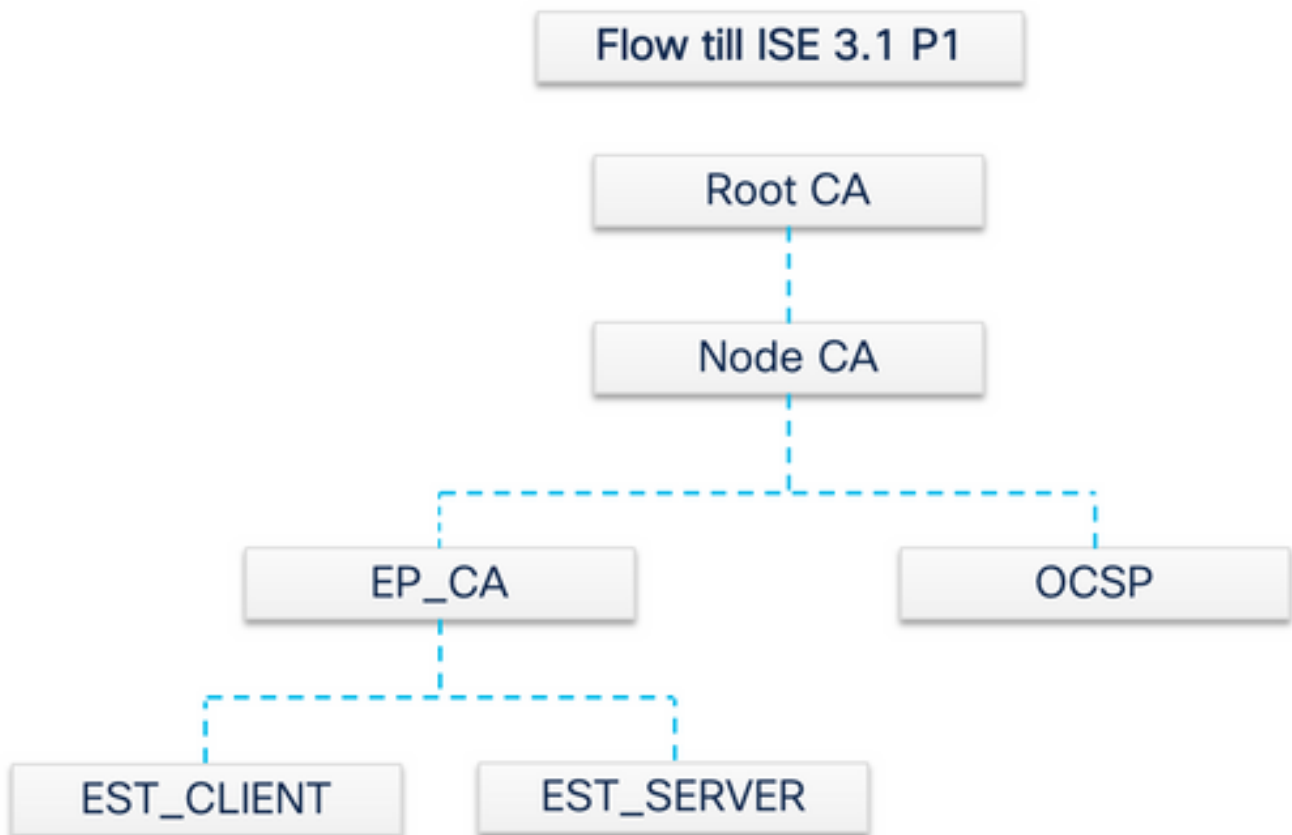 Flow till ISE 3.1 P1
Root CA
Node CA
EP_CA
OCSP
EST_CLIENT
EST_SERVER